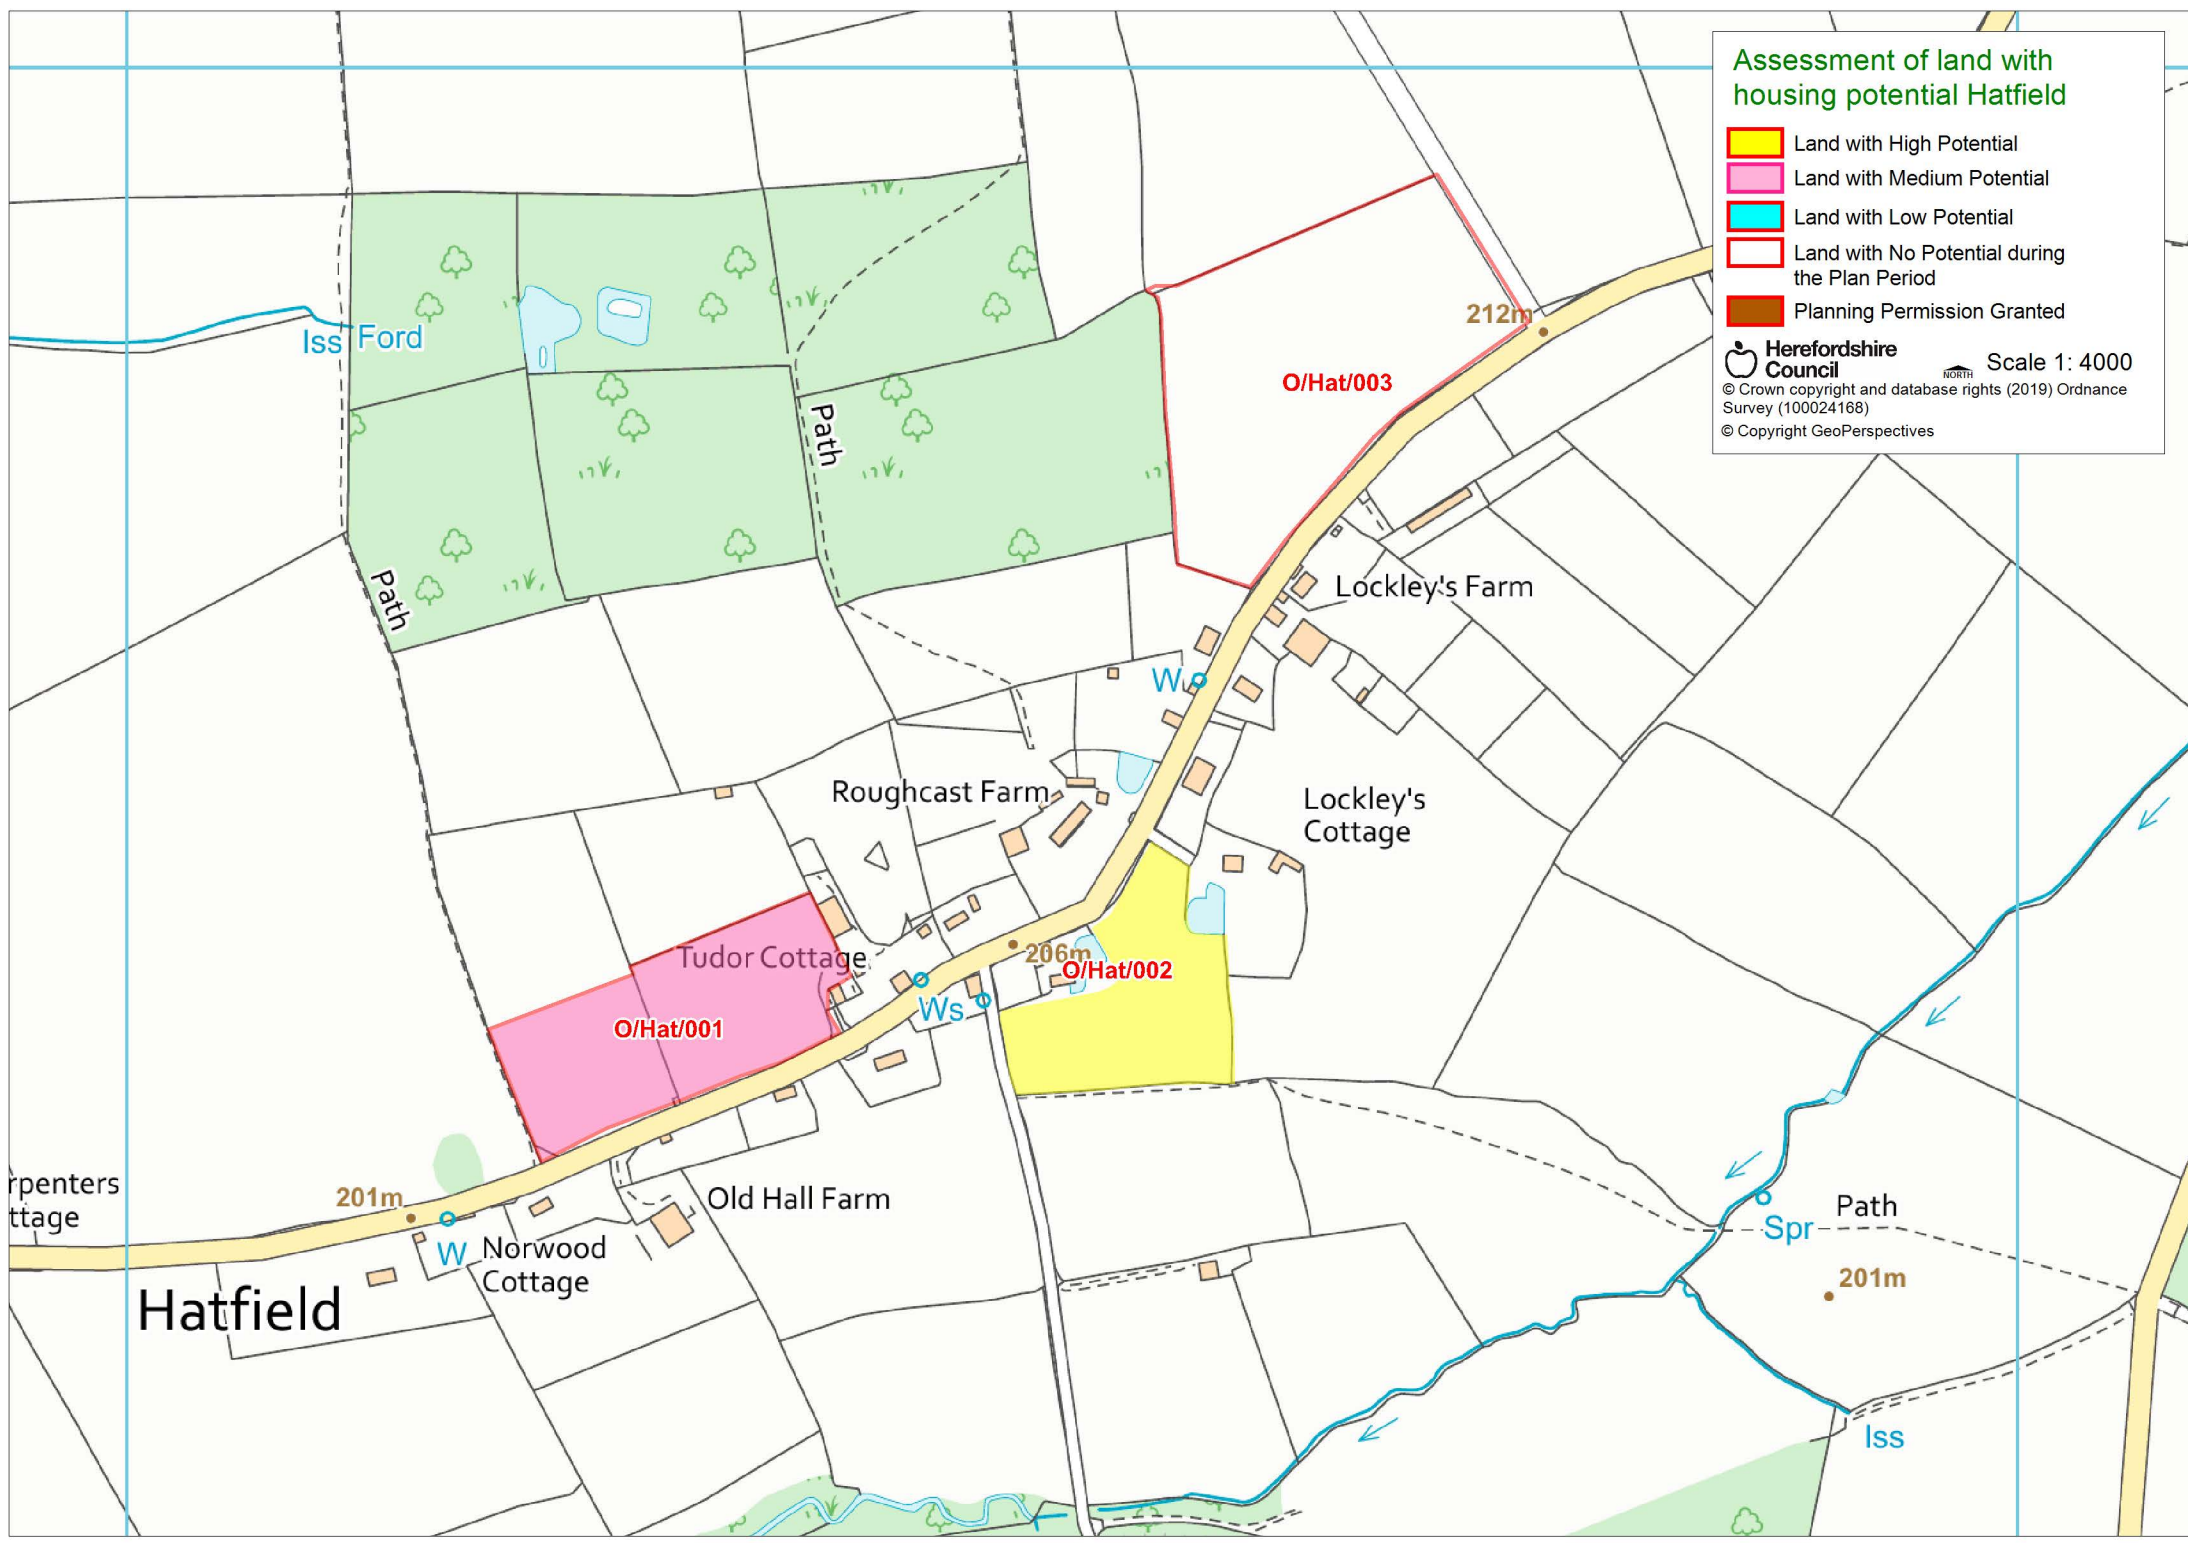 Assessment of land with
housing potential Hatfield
Land with High Potential
Land with Medium Potential
Land with Low Potential
Land with No Potential during
the Plan Period
Planning Permission Granted
Herefordshire
Council
NORTH
Scale 1: 4000
© Crown copyright and database rights (2019) Ordnance
Survey (100024168)
© Copyright GeoPerspectives
212m
Iss
Ford
O/Hat/003
Path
Path
Lockley's Farm
W
Roughcast Farm
Lockley's
Cottage
Tudor Cottage
206m
O/Hat/002
Ws
O/Hat/001
rpenters
ttage
201m
Old Hall Farm
W
Norwood
Cottage
Hatfield
Path
Spr
201m
Iss